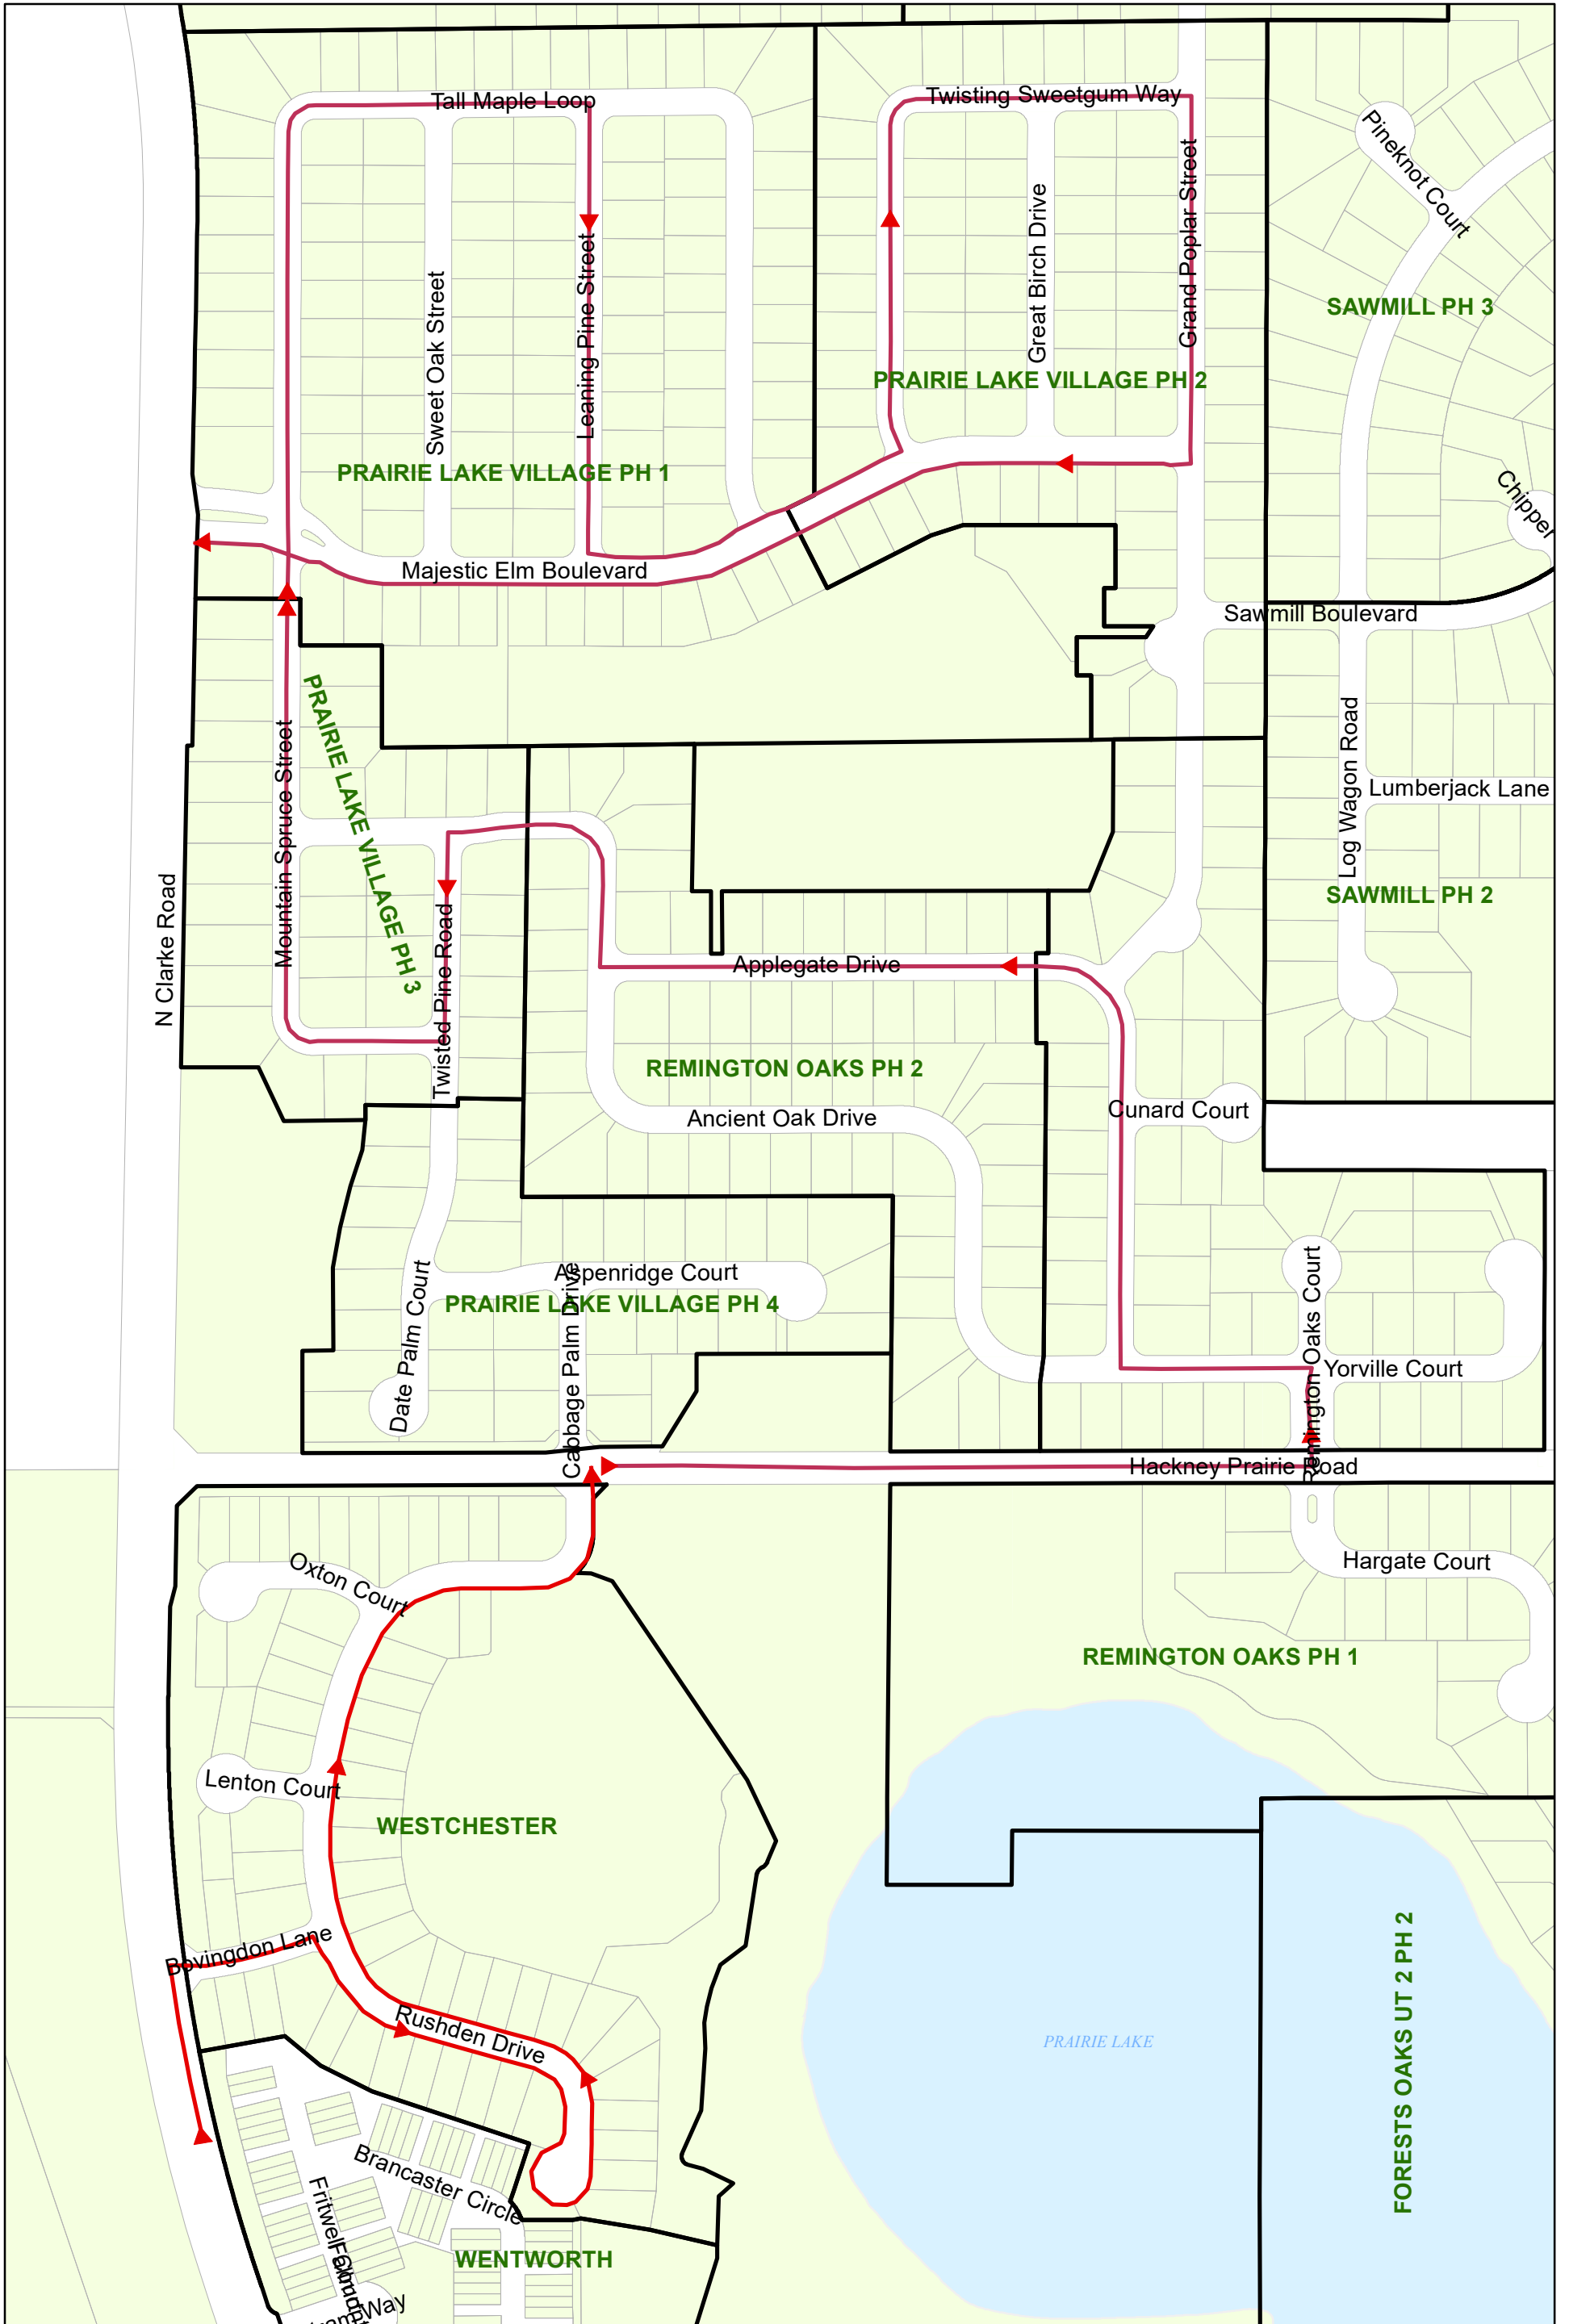 Tall Maple Loop
Twisting Sweetgum Way
Pineknot Court
Grand Poplar Street
Great Birch Drive
Leaning Pine Street
Sweet Oak Street
SAWMILL PH 3
PRAIRIE LAKE VILLAGE PH 2
PRAIRIE LAKE VILLAGE PH 1
Chipper
Majestic Elm Boulevard
Sawmill Boulevard
PRAIRIE LAKE VILLAGE PH 3
Mountain Spruce Street
Log Wagon Road
Lumberjack Lane
SAWMILL PH 2
N Clarke Road
Twisted Pine Road
Applegate Drive
REMINGTON OAKS PH 2
Ancient Oak Drive
Cunard Court
Aspenridge Court
PRAIRIE LAKE VILLAGE PH 4
Date Palm Court
Cabbage Palm Drive
Remington Oaks Court
Yorville Court
Hackney Prairie Road
Oxton Court
Hargate Court
REMINGTON OAKS PH 1
Lenton Court
WESTCHESTER
Bovingdon Lane
Rushden Drive
PRAIRIE LAKE
FORESTS OAKS UT 2 PH 2
Brancaster Circle
WENTWORTH
Way